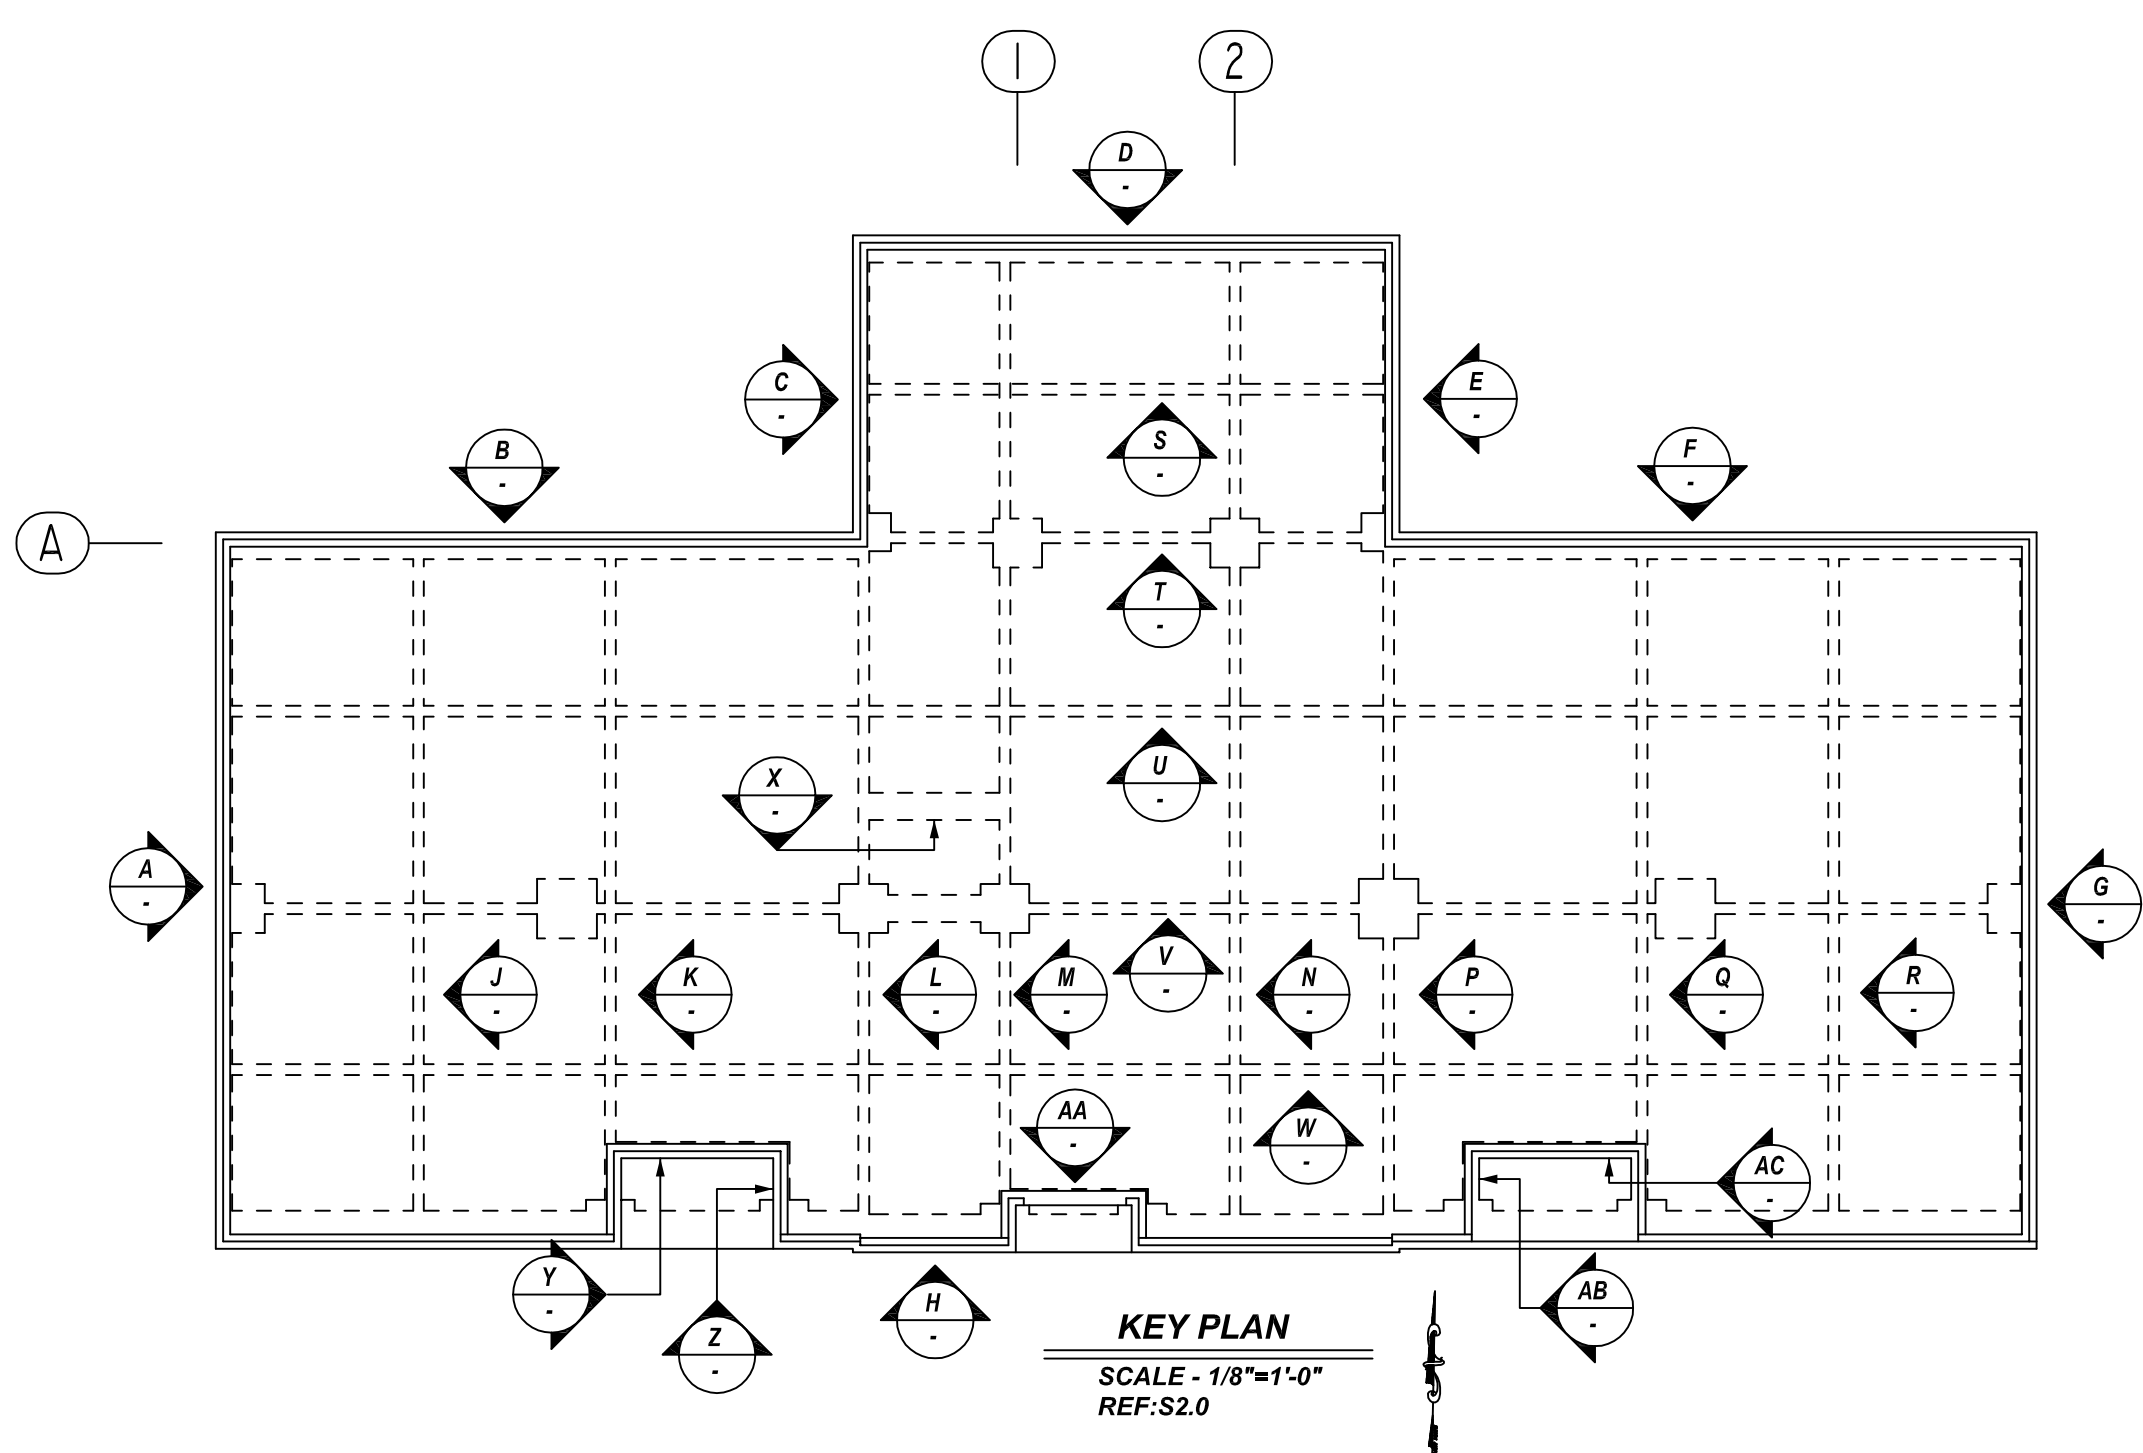 1
2
D
-
C
-
E
-
B
-
S
-
F
-
A
T
-
U
-
X
-
A
-
G
-
J
-
K
-
L
-
M
-
V
-
N
-
P
-
Q
-
R
-
AA
-
W
-
AC
-
Y
-
Z
-
H
-
AB
-
KEY PLAN
SCALE - 1/8"=1'-0"
REF:S2.0